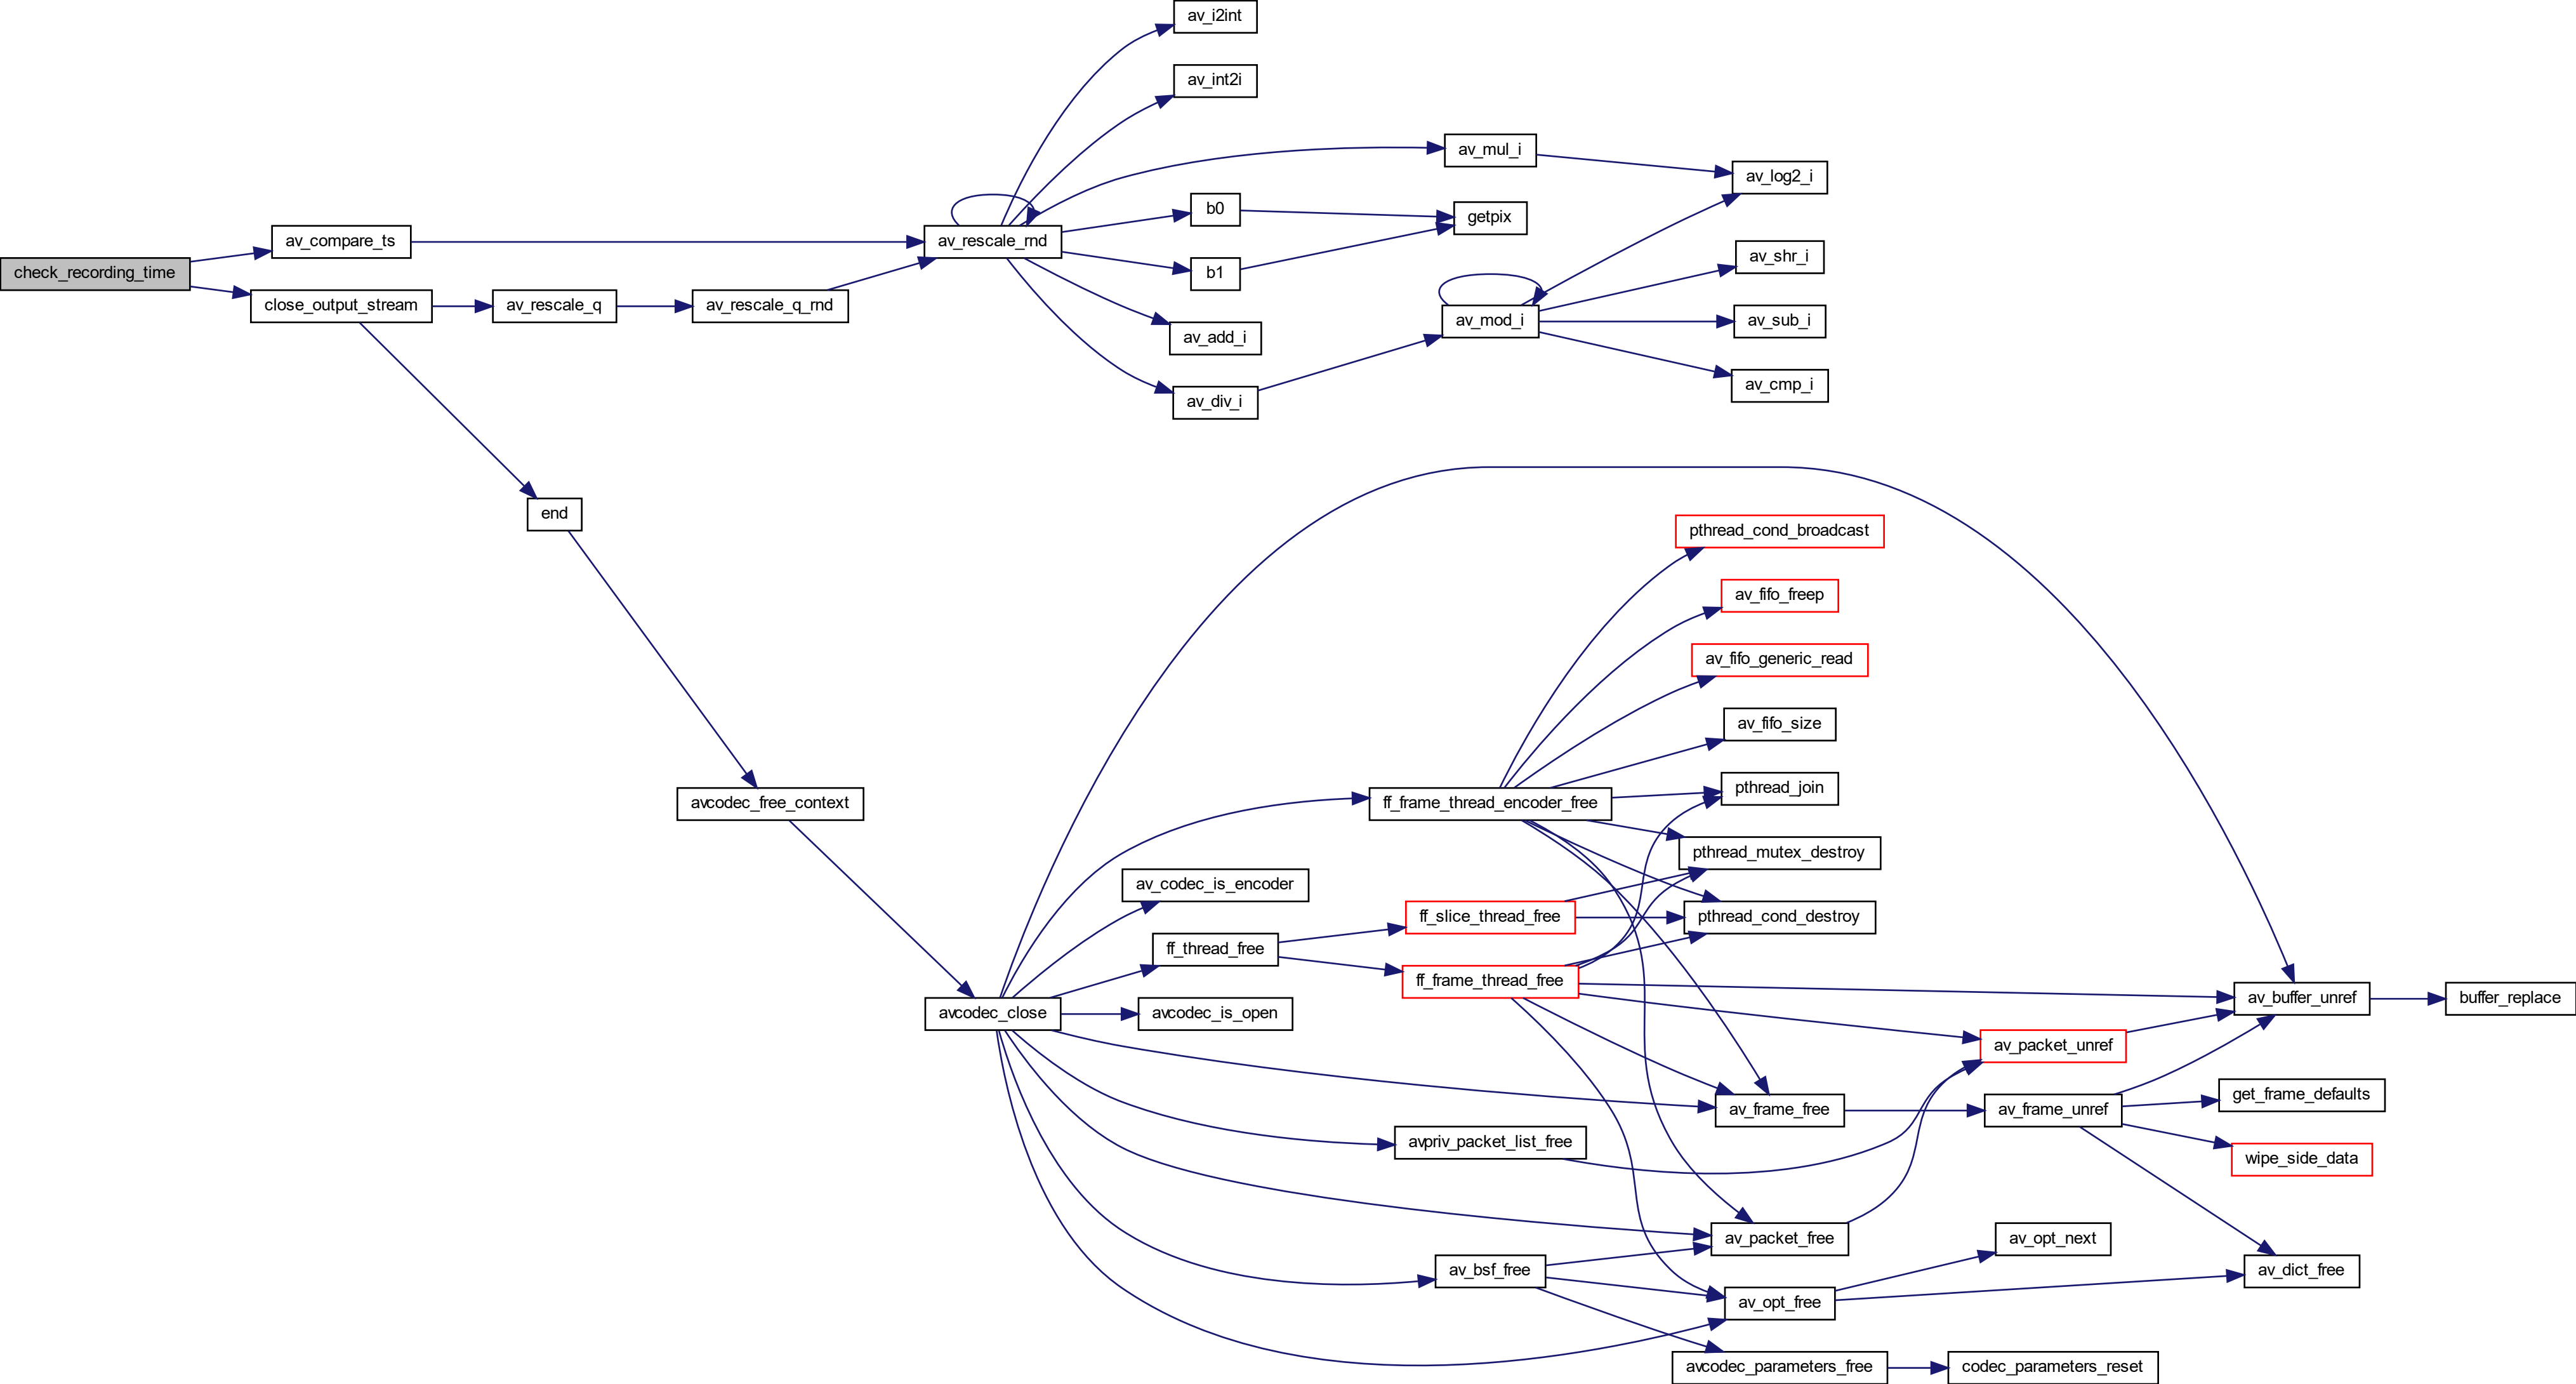 av_i2int
av_int2i
av_mul_i
av_log2_i
b0
getpix
av_compare_ts
av_rescale_rnd
av_shr_i
check_recording_time
b1
close_output_stream
av_rescale_q
av_rescale_q_rnd
av_mod_i
av_sub_i
av_add_i
av_cmp_i
av_div_i
end
pthread_cond_broadcast
av_fifo_freep
av_fifo_generic_read
av_fifo_size
pthread_join
avcodec_free_context
ff_frame_thread_encoder_free
pthread_mutex_destroy
av_codec_is_encoder
ff_slice_thread_free
pthread_cond_destroy
ff_thread_free
ff_frame_thread_free
avcodec_close
avcodec_is_open
av_buffer_unref
buffer_replace
av_packet_unref
av_frame_free
av_frame_unref
get_frame_defaults
avpriv_packet_list_free
wipe_side_data
av_packet_free
av_opt_next
av_bsf_free
av_dict_free
av_opt_free
avcodec_parameters_free
codec_parameters_reset